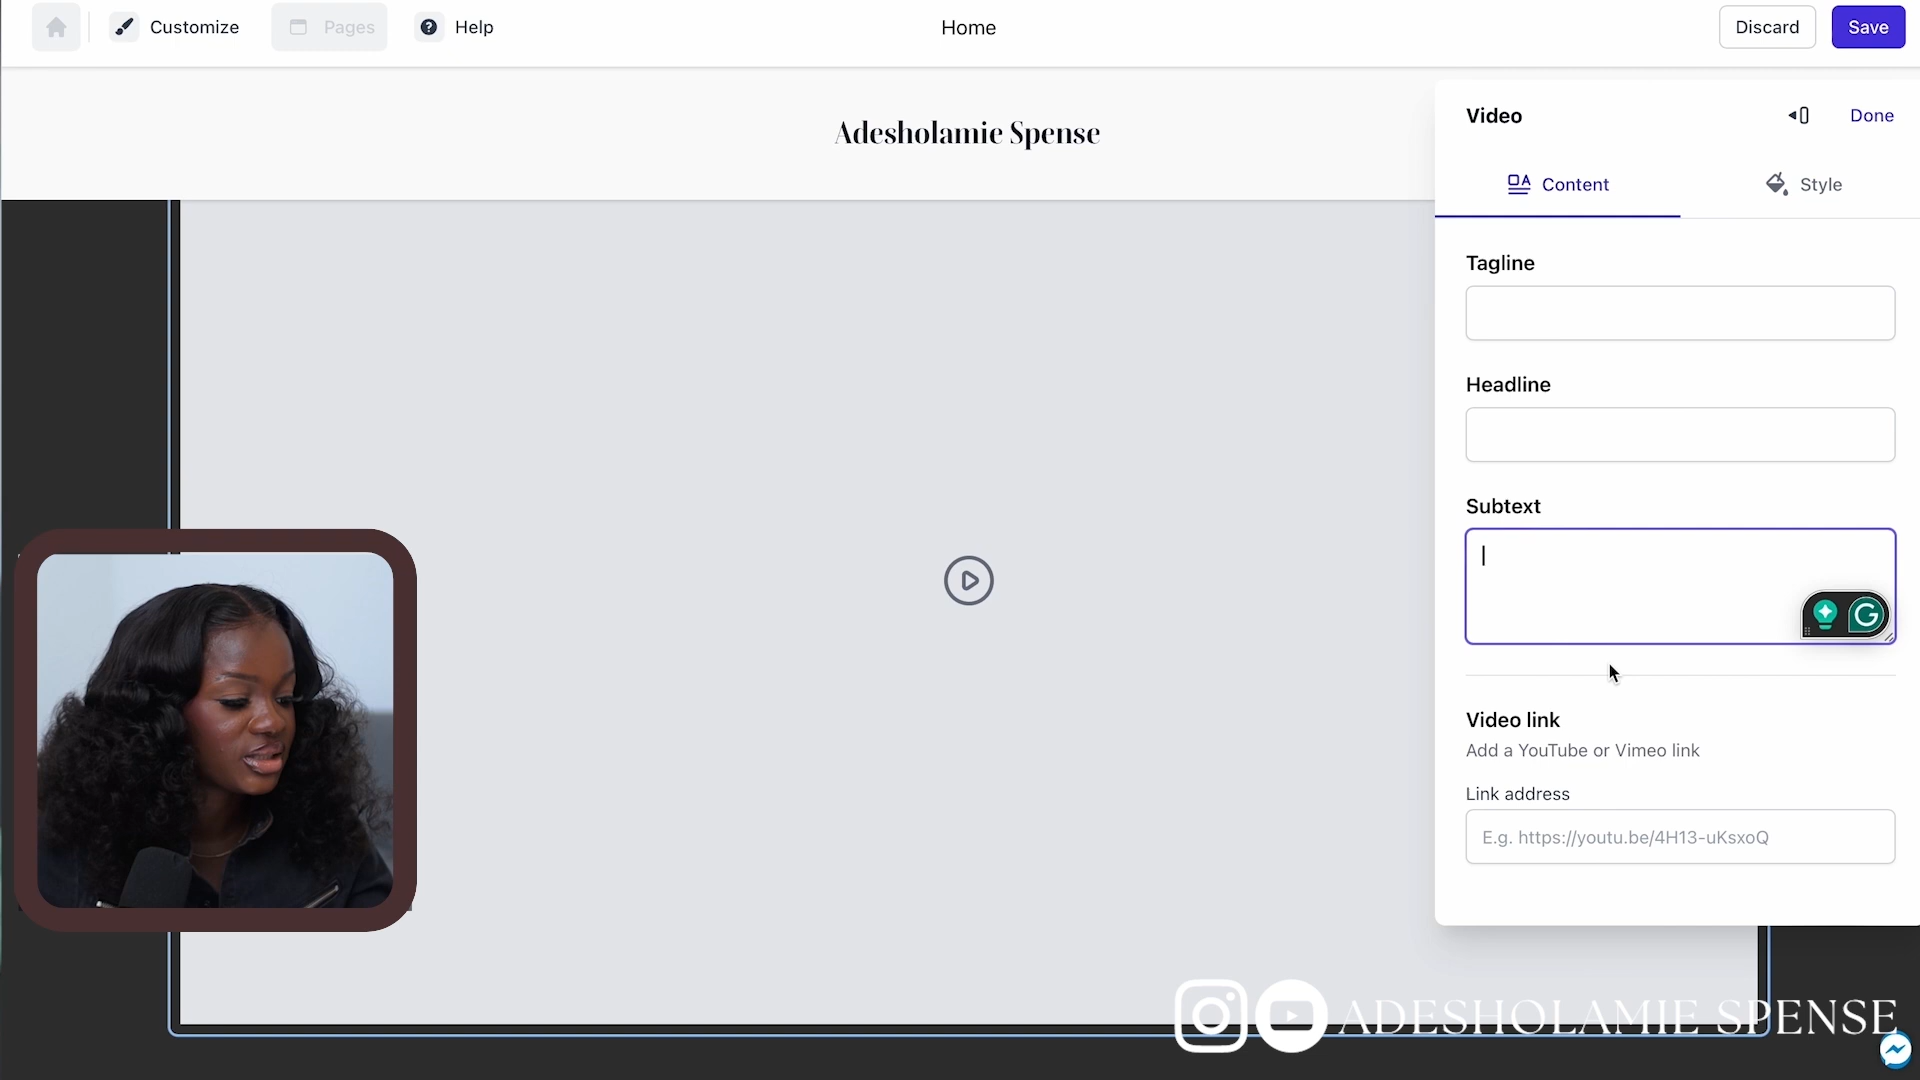 Customize
Pages
Help
Home
Discard
Save
Adesholamie Spense
Video
Done
Content
Style
Tagline
Headline
Subtext
Video link
Add a YouTube or Vimeo link
Link address
E.g. https://youtu.be/4H13-uKsxoQ
ADESHOLAMIE SPENSE